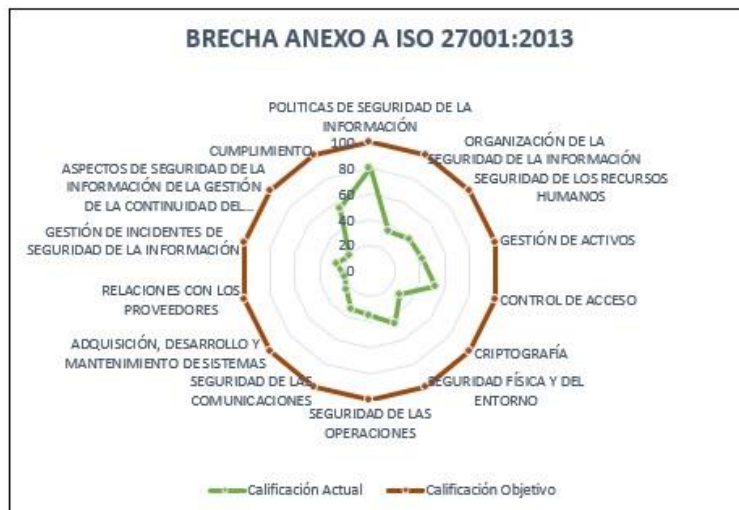 BRECHA ANEXO A ISO 27001:2013
POLITICAS DE SEGURIDAD DE LA
INFORMACIÓN
ORGANIZACIÓN DE LA
SEGURIDAD DE LA INFORMACIÓN
SEGURIDAD DE LOS RECURSOS
HUMANOS
GESTIÓN DE ACTIVOS
CONTROL DE ACCESO
CRIPTOGRAFÍA
SEGURIDAD FÍSICA Y DEL
ENTORNO
SEGURIDAD DE LAS
OPERACIONES
SEGURIDAD DE LAS
COMUNICACIONES
ADQUISICIÓN, DESARROLLO Y
MANTENIMIENTO DE SISTEMAS
RELACIONES CON LOS
PROVEEDORES
GESTIÓN DE INCIDENTES DE
SEGURIDAD DE LA INFORMACIÓN
ASPECTOS DE SEGURIDAD DE LA
INFORMACIÓN DE LA GESTIÓN
DE LA CONTINUIDAD DEL...
CUMPLIMIENTO
100
80
60
40
20
0
Calificación Actual
Calificación Objetivo